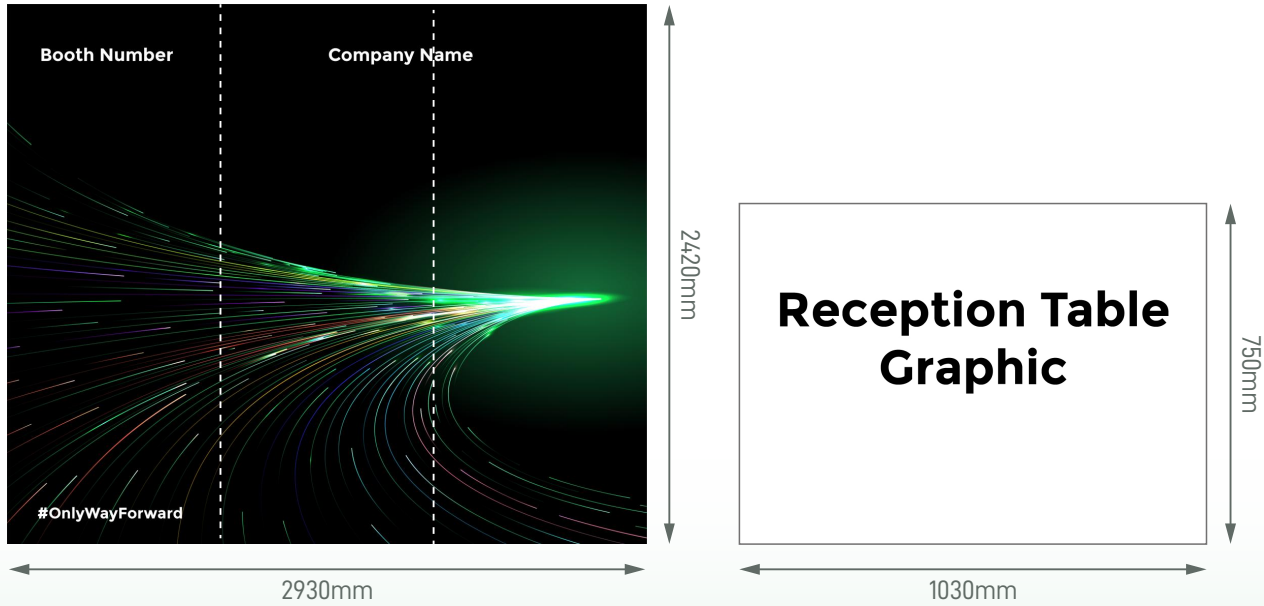 Booth Number
Company Name
#OnlyWayForward
2420mm
2930mm
Reception Table
Graphic
750mm
1030mm